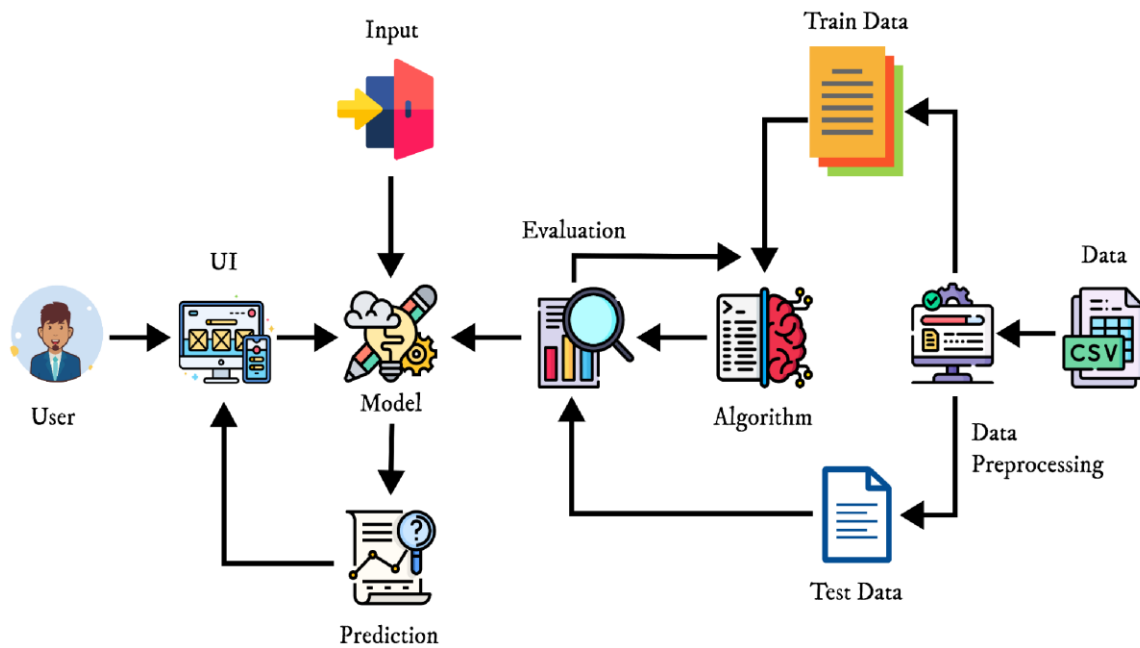 Input
Train Data
Evaluation
UI
Data
CSV
User
Model
Algorithm
Data
Preprocessing
?
Test Data
Prediction